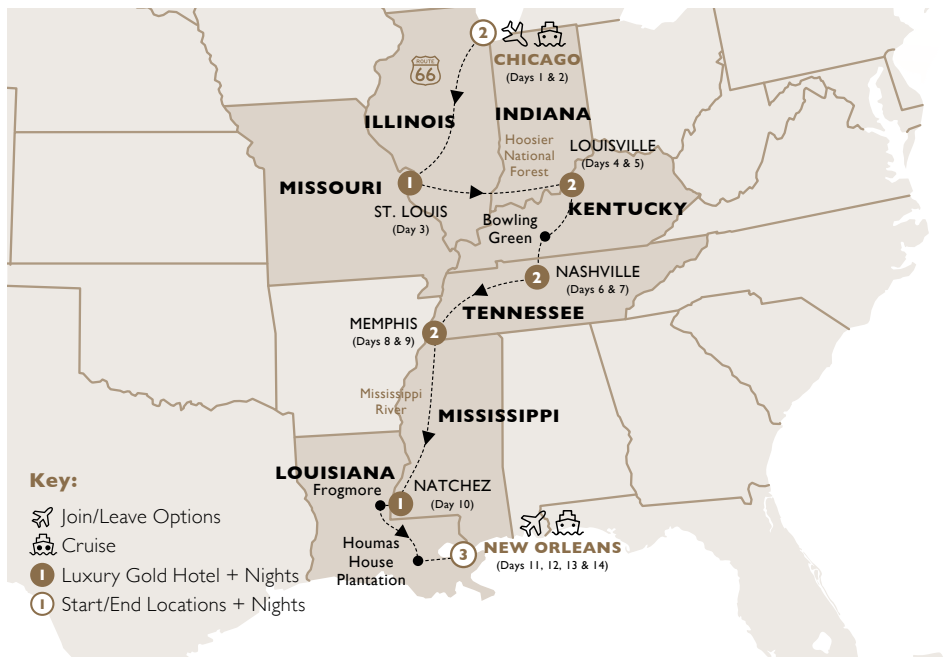 2
CHICAGO
(Days 1 & 2)
ROUTE
66
ILLINOIS
INDIANA
Hoosier
National
Forest
LOUISVILLE
(Days 4 & 5)
MISSOURI
1
2
ST. LOUIS
(Day 3)
KENTUCKY
Bowling
Green
2
NASHVILLE
(Days 6 & 7)
TENNESSEE
MEMPHIS
(Days 8 & 9)
2
Mississippi
River
MISSISSIPPI
LOUISIANA
Frogmore
1
NATCHEZ
(Day 10)
Houmas
House
Plantation
3
NEW ORLEANS
(Days 11, 12, 13 & 14)
Key:
Join/Leave Options
Cruise
1 Luxury Gold Hotel + Nights
1 Start/End Locations + Nights